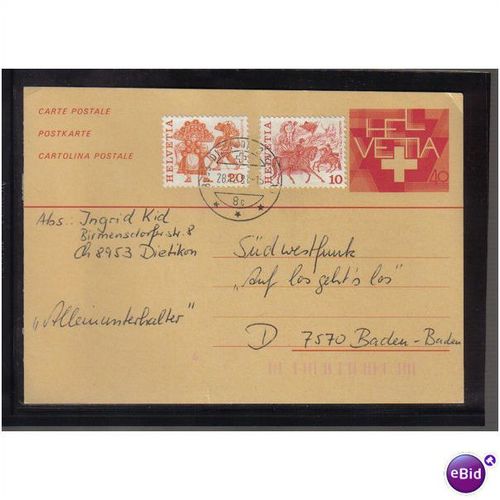 CARTE POSTALE
POSTKARTE
CARTOLINA POSTALE
HELVETIA 20
HELVETIA 10
HELVETIA 40
8c
Abs.: Ingrid Kid
Birmensdorferstr. 8
Ch 8953 Dietikon
"Alleinunterhalter"
Südwestfunk
"Auf los geht's los"
D 7570 Baden-Baden
eBid